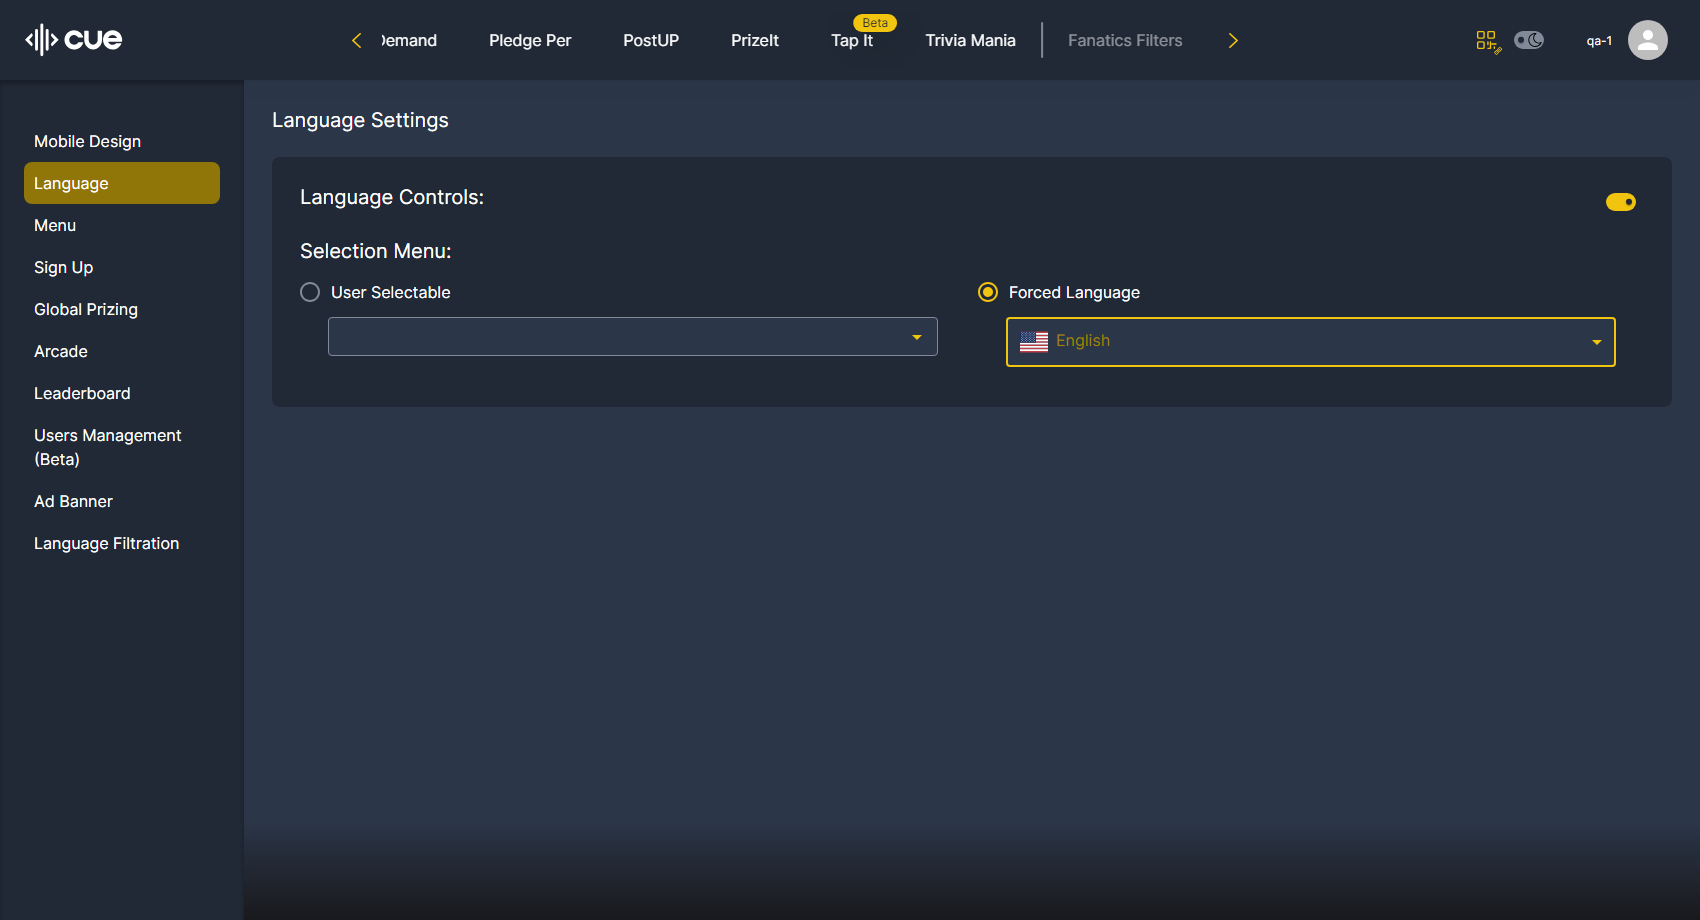 cue
Demand
Pledge Per
PostUP
PrizeIt
Beta
Tap It
Trivia Mania
Fanatics Filters
qa-1
Mobile Design
Language
Menu
Sign Up
Global Prizing
Arcade
Leaderboard
Users Management
(Beta)
Ad Banner
Language Filtration
Language Settings
Language Controls:
Selection Menu:
User Selectable
Forced Language
English